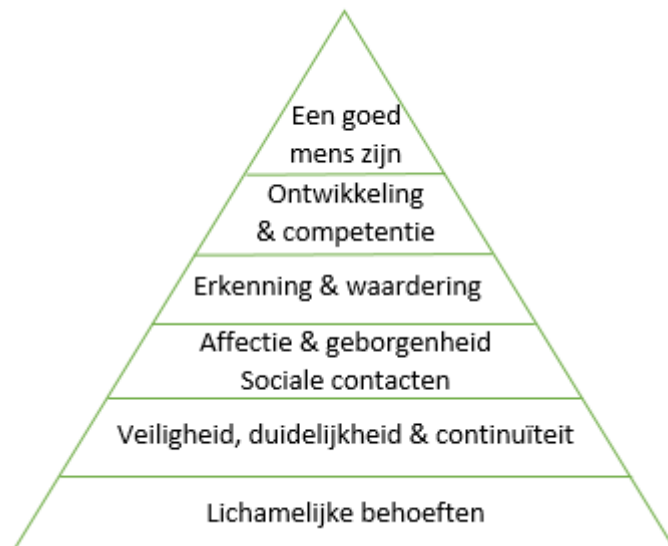 Een goed
mens zijn
Ontwikkeling
& competentie
Erkenning & waardering
Affectie & geborgenheid
Sociale contacten
Veiligheid, duidelijkheid & continuïteit
Lichamelijke behoeften